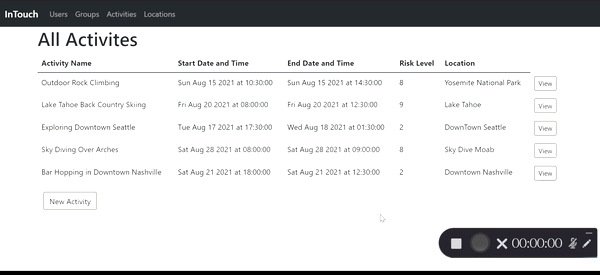 InTouch Users Groups Activities Locations
All Activites
Activity Name Start Date and Time End Date and Time Risk Level Location
Outdoor Rock Climbing Sun Aug 15 2021 at 10:30:00 Sun Aug 15 2021 at 14:30:00 8 Yosemite National Park View
Lake Tahoe Back Country Skiing Fri Aug 20 2021 at 08:00:00 Fri Aug 20 2021 at 12:30:00 9 Lake Tahoe View
Exploring Downtown Seattle Tue Aug 17 2021 at 17:30:00 Wed Aug 18 2021 at 01:30:00 2 DownTown Seattle View
Sky Diving Over Arches Sat Aug 28 2021 at 08:00:00 Sat Aug 28 2021 at 09:00:00 8 Sky Dive Moab View
Bar Hopping in Downtown Nashville Sat Aug 21 2021 at 18:00:00 Sat Aug 21 2021 at 12:30:00 2 Downtown Nashville View
New Activity
00:00:00